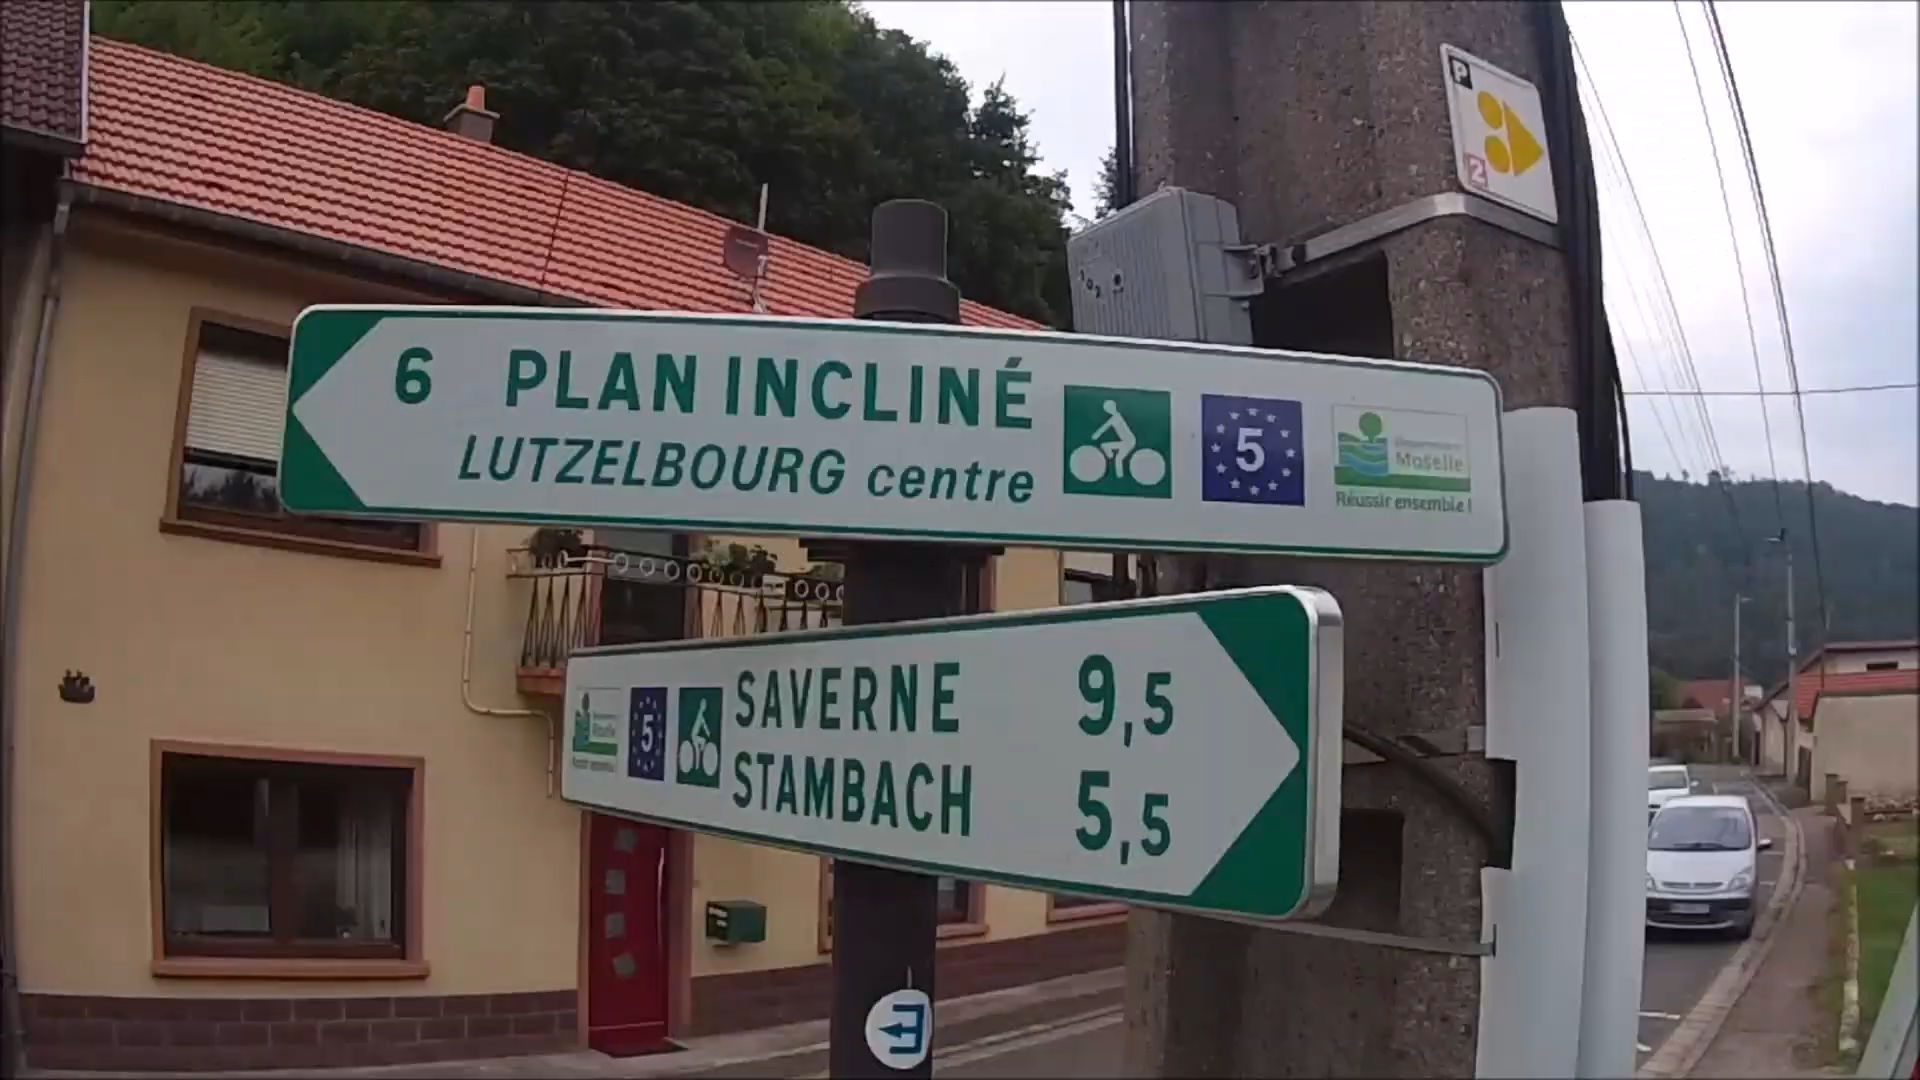 P
2
6 PLAN INCLINÉ
LUTZELBOURG centre
5
Moselle
Réussir ensemble !
SAVERNE 9,5
STAMBACH 5,5
5